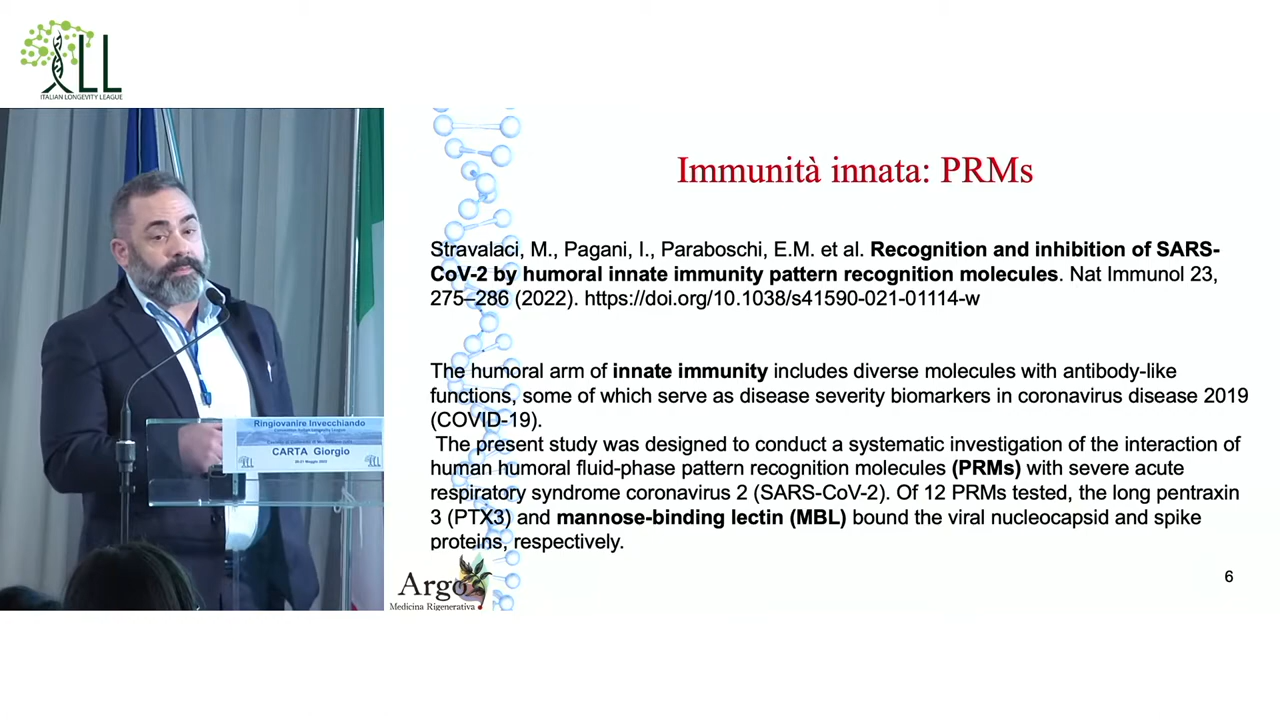 ILL
ITALIAN LONGEVITY LEAGUE
Immunità innata: PRMs
Stravalaci, M., Pagani, I., Paraboschi, E.M. et al. Recognition and inhibition of SARS-
CoV-2 by humoral innate immunity pattern recognition molecules. Nat Immunol 23,
275–286 (2022). https://doi.org/10.1038/s41590-021-01114-w
The humoral arm of innate immunity includes diverse molecules with antibody-like
functions, some of which serve as disease severity biomarkers in coronavirus disease 2019
(COVID-19).
The present study was designed to conduct a systematic investigation of the interaction of
human humoral fluid-phase pattern recognition molecules (PRMs) with severe acute
respiratory syndrome coronavirus 2 (SARS-CoV-2). Of 12 PRMs tested, the long pentraxin
3 (PTX3) and mannose-binding lectin (MBL) bound the viral nucleocapsid and spike
proteins, respectively.
Argo
Medicina Rigenerativa
6
Ringiovanire Invecchiando
CARTA Giorgio